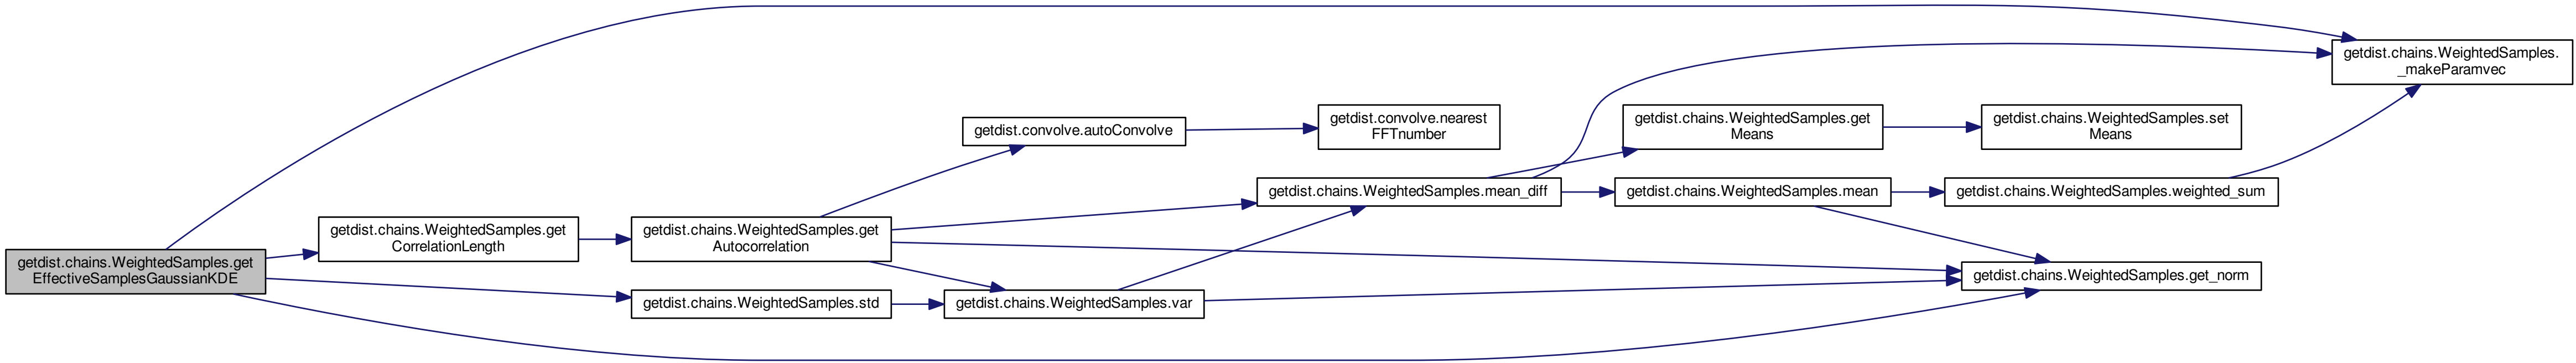 getdist.chains.WeightedSamples.get
EffectiveSamplesGaussianKDE
getdist.chains.WeightedSamples.get
CorrelationLength
getdist.chains.WeightedSamples.get
Autocorrelation
getdist.chains.WeightedSamples.std
getdist.convolve.autoConvolve
getdist.chains.WeightedSamples.var
getdist.convolve.nearest
FFTnumber
getdist.chains.WeightedSamples.mean_diff
getdist.chains.WeightedSamples.get
Means
getdist.chains.WeightedSamples.mean
getdist.chains.WeightedSamples.set
Means
getdist.chains.WeightedSamples.weighted_sum
getdist.chains.WeightedSamples.get_norm
getdist.chains.WeightedSamples.
_makeParamvec